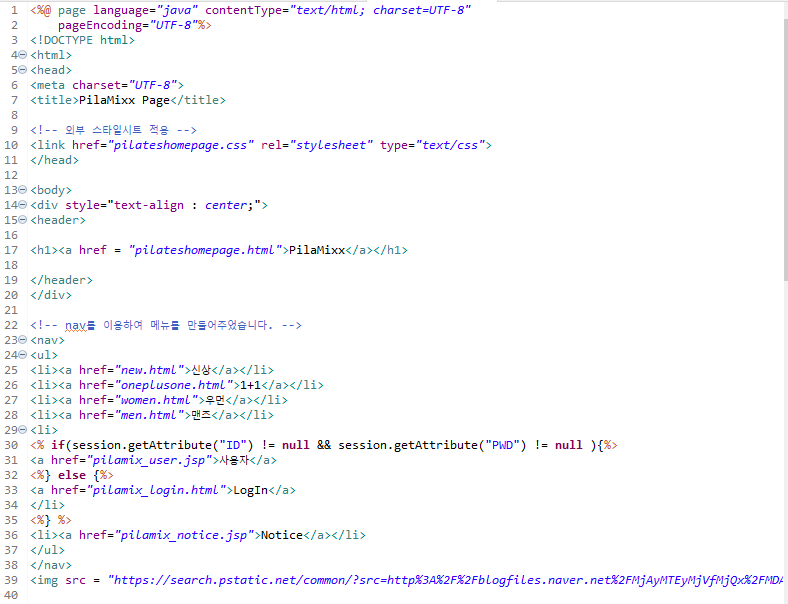 1 <%@ page language="java" contentType="text/html; charset=UTF-8"
2 pageEncoding="UTF-8"%>
3 <!DOCTYPE html>
4 <html>
5 <head>
6 <meta charset="UTF-8">
7 <title>PilaMixx Page</title>
8
9 <!-- 외부 스타일시트 적용 -->
10 <link href="pilateshomepage.css" rel="stylesheet" type="text/css">
11 </head>
12
13 <body>
14 <div style="text-align : center;">
15 <header>
16
17 <h1><a href = "pilateshomepage.html">PilaMixx</a></h1>
18
19 </header>
20 </div>
21
22 <!-- nav를 이용하여 메뉴를 만들어주었습니다. -->
23 <nav>
24 <ul>
25 <li><a href="new.html">신상</a></li>
26 <li><a href="oneplusone.html">1+1</a></li>
27 <li><a href="women.html">우먼</a></li>
28 <li><a href="men.html">맨즈</a></li>
29 <li>
30 <% if(session.getAttribute("ID") != null && session.getAttribute("PWD") != null ){%>
31 <a href="pilamix_user.jsp">사용자</a>
32 <%} else {%>
33 <a href="pilamix_login.html">LogIn</a>
34 </li>
35 <%} %>
36 <li><a href="pilamix_notice.jsp">Notice</a></li>
37 </ul>
38 </nav>
39 <img src = "https://search.pstatic.net/common/?src=http%3A%2F%2Fblogfiles.naver.net%2FMjAyMTEyMjVfMjQx%2FMDA
40